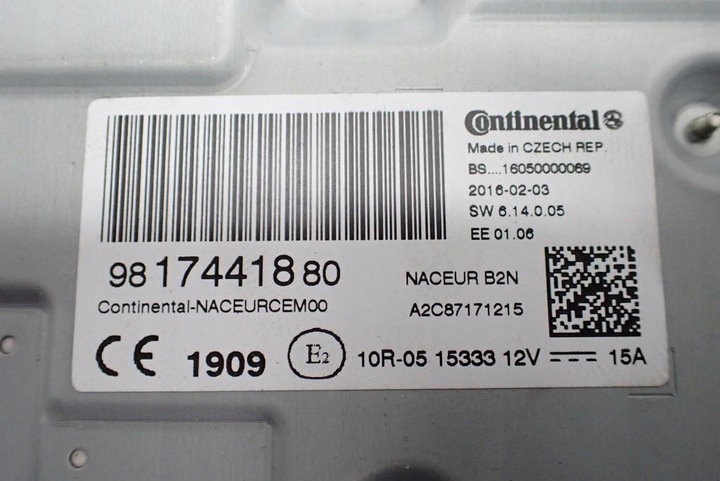 Continental
Made in CZECH REP.
BS....16050000069
2016-02-03
SW 6.14.0.05
EE 01.06
98 174418 80
Continental-NACEURCEM00
NACEUR B2N
A2C87171215
CE 1909 E2 10R-05 15333 12V 15A